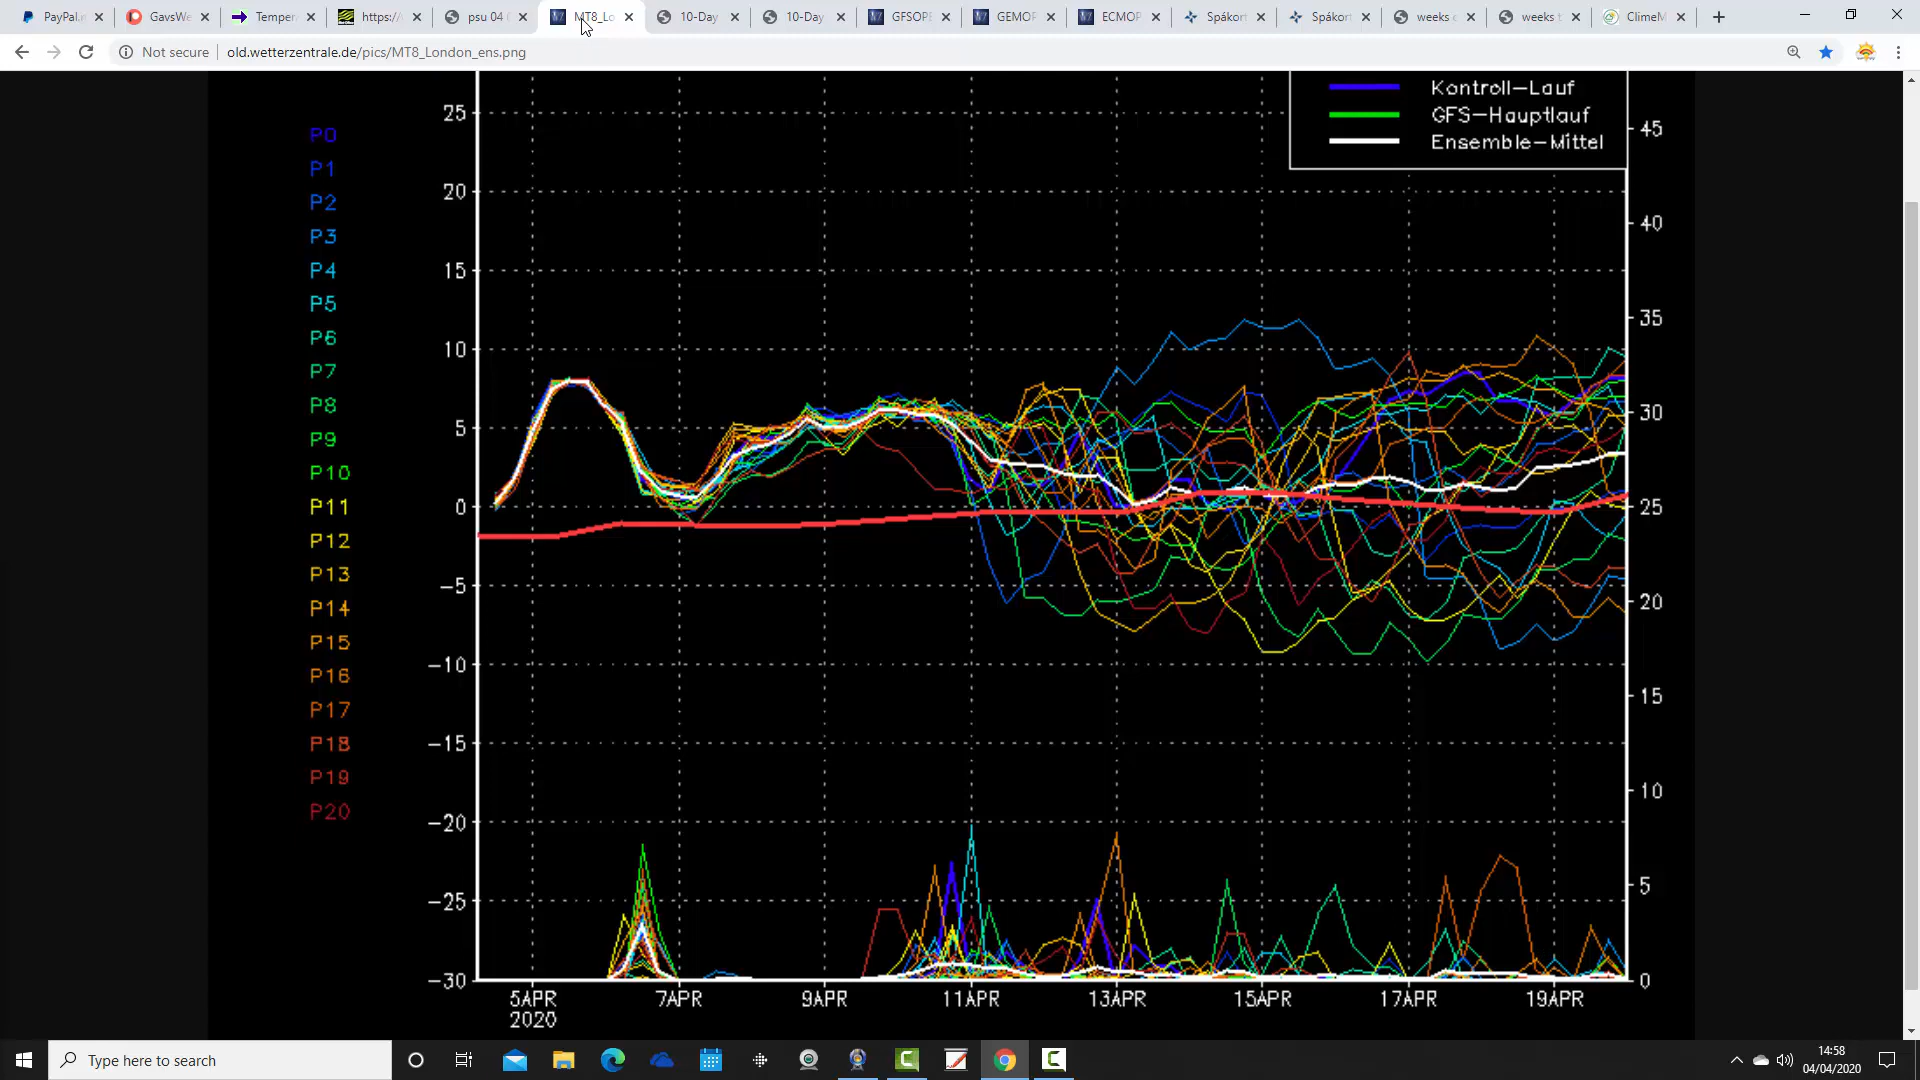 PayPal.m
GavsWe
Temper
https://
psu 04 (
MT8_Lo
10-Day
10-Day
GFSOP
GEMOP
ECMOP
Spákort
Spákort
weeks c
weeks t
ClimeM
Not secure
old.wetterzentrale.de/pics/MT8_London_ens.png
Kontroll-Lauf
GFS-Hauptlauf
Ensemble-Mittel
P0
P1
P2
P3
P4
P5
P6
P7
P8
P9
P10
P11
P12
P13
P14
P15
P16
P17
P18
P19
P20
25
20
15
10
5
0
-5
-10
-15
-20
-25
-30
45
40
35
30
25
20
15
10
5
0
5APR 7APR 9APR 11APR 13APR 15APR 17APR 19APR
2020
Type here to search
14:58
04/04/2020